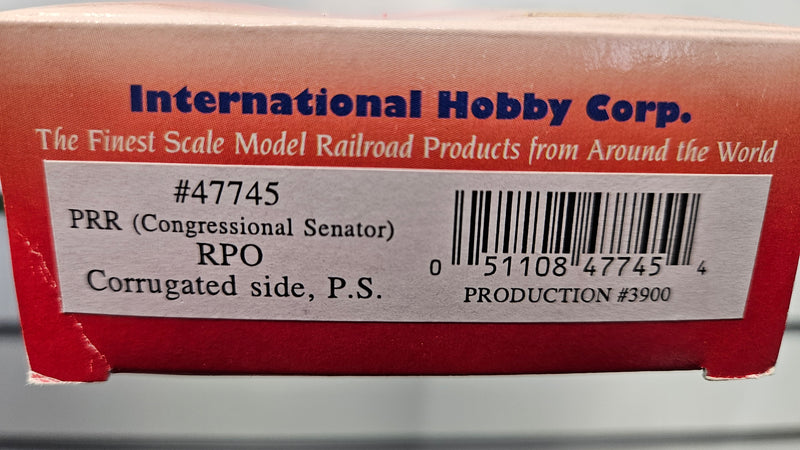 International Hobby Corp.
The Finest Scale Model Railroad Products from Around the World
#47745
PRR (Congressional Senator)
RPO
Corrugated side, P.S.
0 51108 47745 4
PRODUCTION #3900